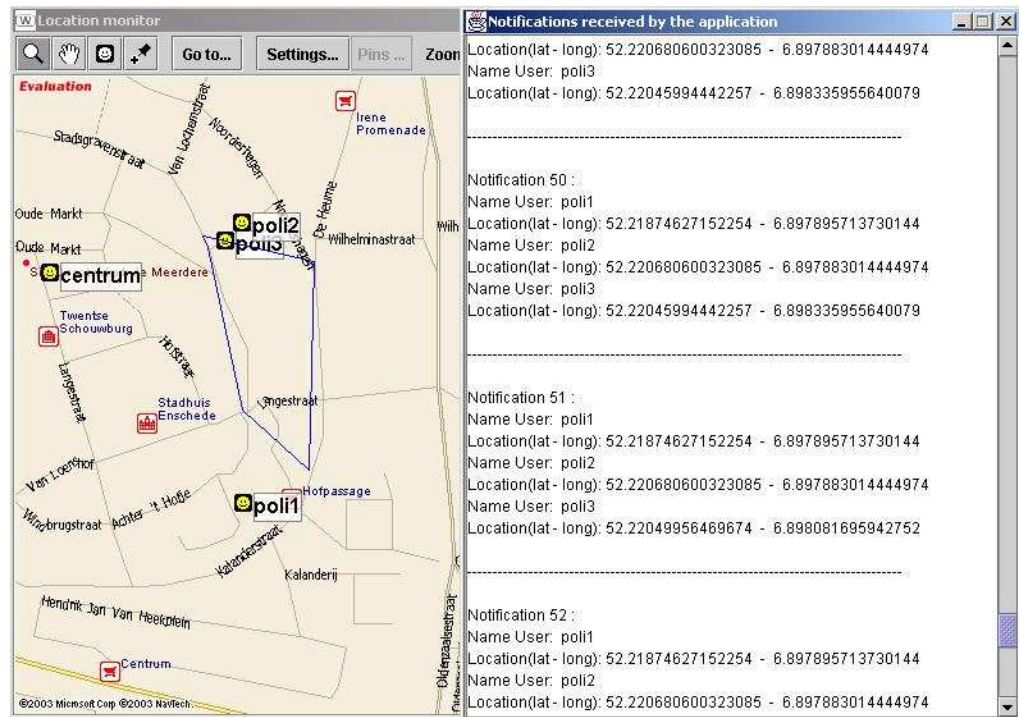 Location monitor
Go to...
Settings...
Pins ...
Zoon
Evaluation
Irene
Promenade
Van Lochemstraat
Noorderhagen
Stadsgravenstraat
De Heurne
Oude Markt
poli2
poli3
Wilhelminastraat
Wilh
Oude Markt
centrum
e Meerdere
Twentse
Schouwburg
Hofstraat
Langestraat
Stadhuis
Enschede
Langestraat
Van Loenshof
Hofpassage
poli1
Achter 't Hofje
Kalanderstraat
Kalanderij
Hendrik Jan Van Heekplein
Oldenzaalsestraat
Centrum
©2003 Microsoft Corp ©2003 NavTech
Notifications received by the application
Location(lat - long): 52.220680600323085 - 6.897883014444974
Name User: poli3
Location(lat - long): 52.22045994442257 - 6.898335955640079
--------------------------------------------------
Notification 50 :
Name User: poli1
Location(lat - long): 52.21874627152254 - 6.897895713730144
Name User: poli2
Location(lat - long): 52.220680600323085 - 6.897883014444974
Name User: poli3
Location(lat - long): 52.22045994442257 - 6.898335955640079
--------------------------------------------------
Notification 51 :
Name User: poli1
Location(lat - long): 52.21874627152254 - 6.897895713730144
Name User: poli2
Location(lat - long): 52.220680600323085 - 6.897883014444974
Name User: poli3
Location(lat - long): 52.22049956469674 - 6.898081695942752
--------------------------------------------------
Notification 52 :
Name User: poli1
Location(lat - long): 52.21874627152254 - 6.897895713730144
Name User: poli2
Location(lat - long): 52.220680600323085 - 6.897883014444974